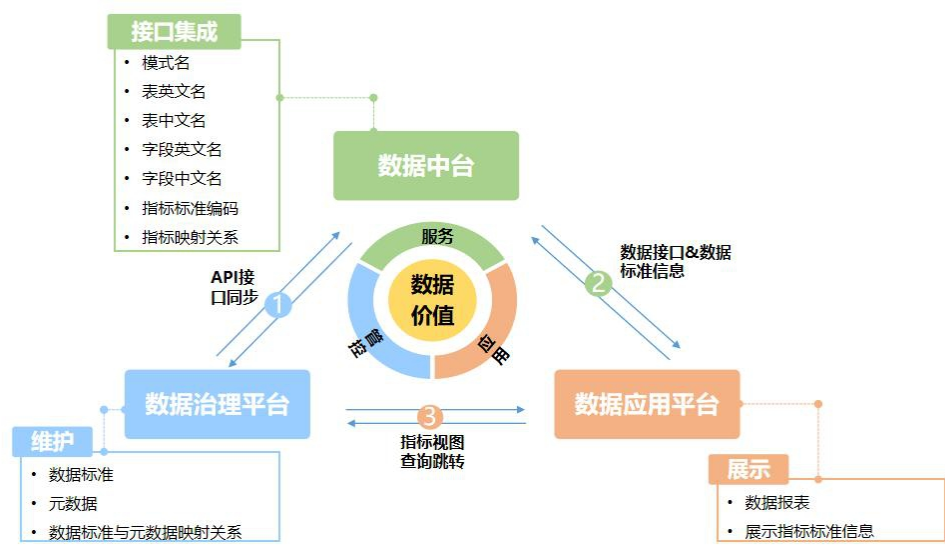 接口集成
• 模式名
• 表英文名
• 表中文名
• 字段英文名
• 字段中文名
• 指标标准编码
• 指标映射关系
数据中台
服务
数据
价值
管控
应用
API接
口同步
1
数据接口&数据
标准信息
2
数据治理平台
数据应用平台
3
指标视图
查询跳转
维护
• 数据标准
• 元数据
• 数据标准与元数据映射关系
展示
• 数据报表
• 展示指标标准信息